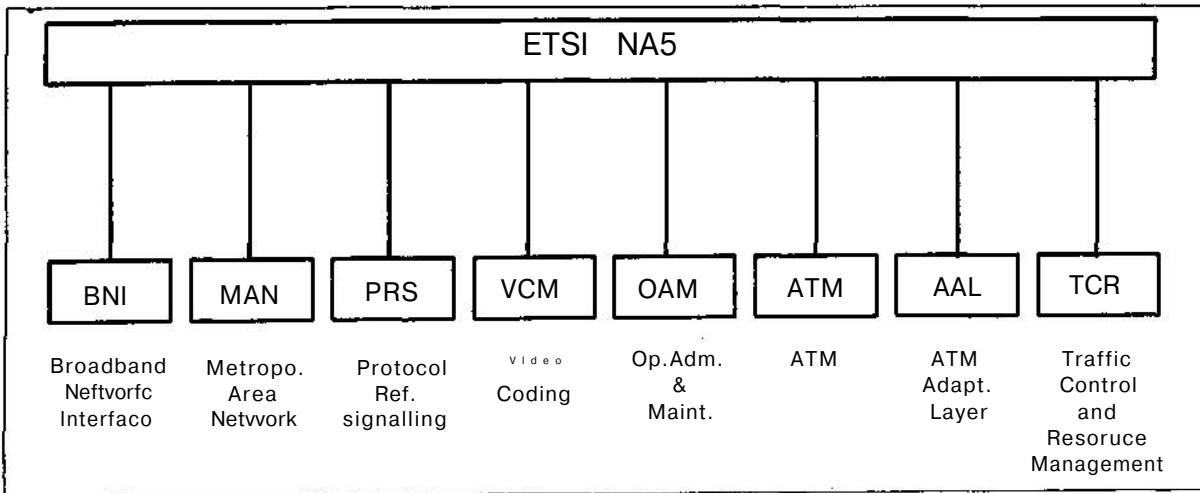 ETSI NA5
BNI
MAN
PRS
VCM
OAM
ATM
AAL
TCR
Broadband
Neftvorfc
Interfaco
Metropo.
Area
Netvvork
Protocol
Ref.
signalling
Video
Coding
Op.Adm.
&
Maint.
ATM
ATM
Adapt.
Layer
Traffic
Control
and
Resoruce
Management